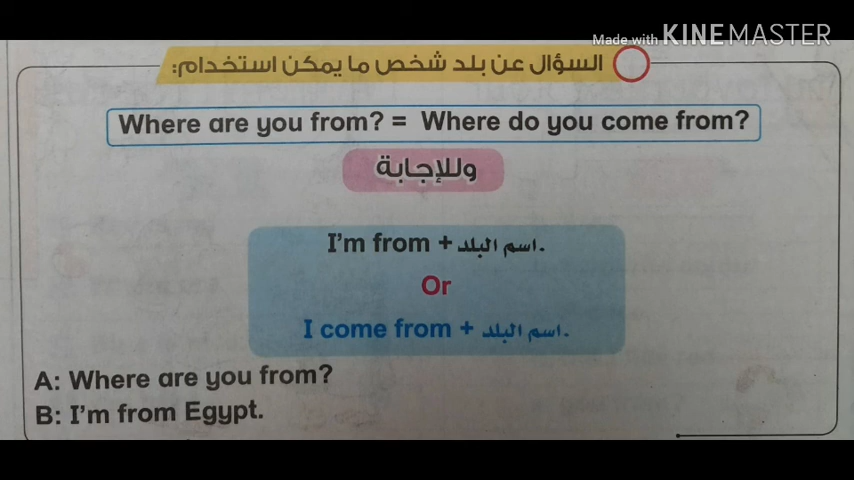 Made with KINEMASTER
السؤال عن بلد شخص ما يمكن استخدام:
Where are you from? = Where do you come from?
وللإجابة
I'm from + اسم البلد.
Or
I come from + اسم البلد.
A: Where are you from?
B: I'm from Egypt.